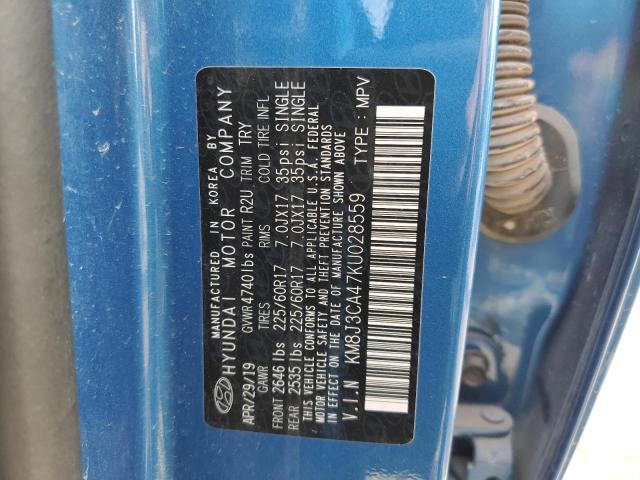 MANUFACTURED IN KOREA BY
HYUNDAI MOTOR COMPANY
APR/29/19 GVWR 4740lbs PAINT R2U TRIM TRY
GAWR TIRES RIMS COLD TIRE INFL
FRONT 2646 lbs 225/60R17 7.0JX17 35psi SINGLE
REAR 2535 lbs 225/60R17 7.0JX17 35psi SINGLE
THIS VEHICLE CONFORMS TO ALL APPLICABLE U.S.A. FEDERAL
MOTOR VEHICLE SAFETY AND THEFT PREVENTION STANDARDS
IN EFFECT ON THE DATE OF MANUFACTURE SHOWN ABOVE
V.I.N KM8J3CA47KU028559 TYPE : MPV